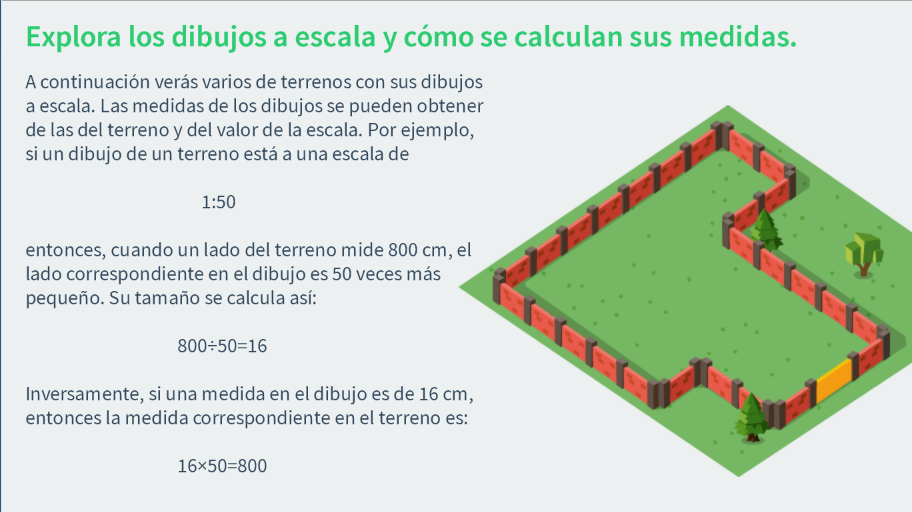 Explora los dibujos a escala y cómo se calculan sus medidas.
A continuación verás varios de terrenos con sus dibujos
a escala. Las medidas de los dibujos se pueden obtener
de las del terreno y del valor de la escala. Por ejemplo,
si un dibujo de un terreno está a una escala de
1:50
entonces, cuando un lado del terreno mide 800 cm, el
lado correspondiente en el dibujo es 50 veces más
pequeño. Su tamaño se calcula así:
800÷50=16
Inversamente, si una medida en el dibujo es de 16 cm,
entonces la medida correspondiente en el terreno es:
16×50=800